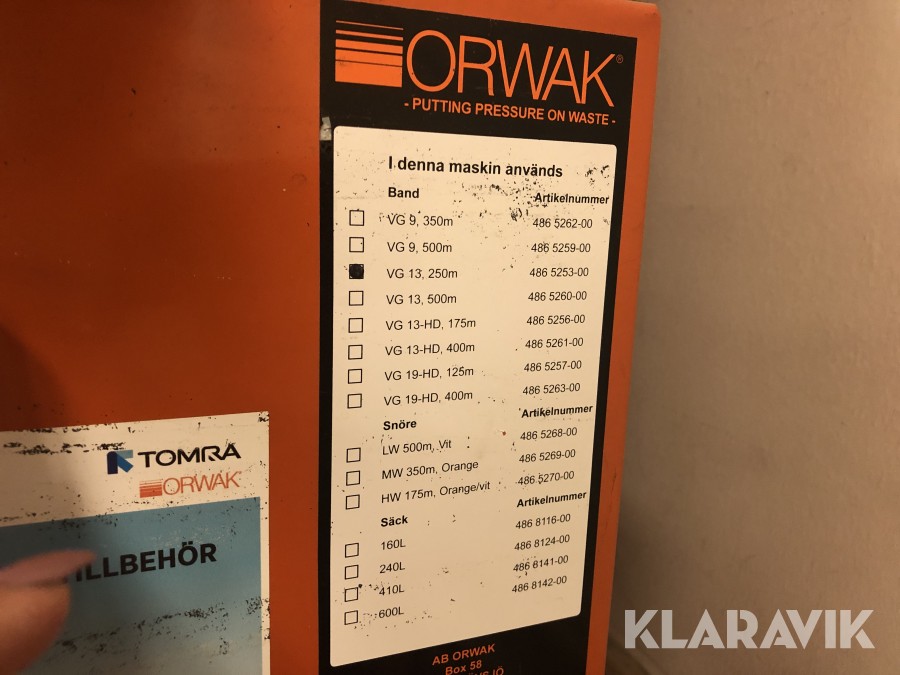 ORWAK®
- PUTTING PRESSURE ON WASTE -
I denna maskin används
Band Artikelnummer
VG 9, 350m 486 5262-00
VG 9, 500m 486 5259-00
VG 13, 250m 486 5253-00
VG 13, 500m 486 5260-00
VG 13-HD, 175m 486 5256-00
VG 13-HD, 400m 486 5261-00
VG 19-HD, 125m 486 5257-00
VG 19-HD, 400m 486 5263-00
Snöre Artikelnummer
LW 500m, Vit 486 5268-00
MW 350m, Orange 486 5269-00
HW 175m, Orange/vit 486 5270-00
Säck Artikelnummer
160L 486 8116-00
240L 486 8124-00
410L 486 8141-00
600L 486 8142-00
AB ORWAK
Box 58
TOMRA
ORWAK
ILLBEHÖR
KLARAVIK